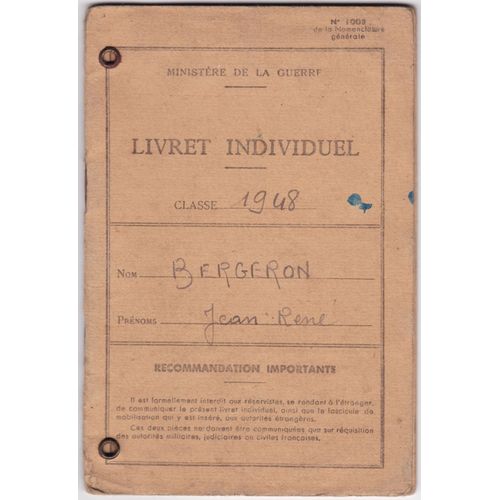 N° 1008
de la Nomenclature
générale
MINISTÈRE DE LA GUERRE
LIVRET INDIVIDUEL
CLASSE 1948
NOM BERGERON
PRÉNOMS Jean-René
RECOMMANDATION IMPORTANTE
Il est formellement interdit aux réservistes, se rendant à l'étranger,
de communiquer le présent livret individuel, ainsi que le fascicule de
mobilisation qui y est inséré, aux autorités étrangères.
Ces deux pièces ne doivent être communiquées que sur réquisition
des autorités militaires, judiciaires ou civiles françaises.